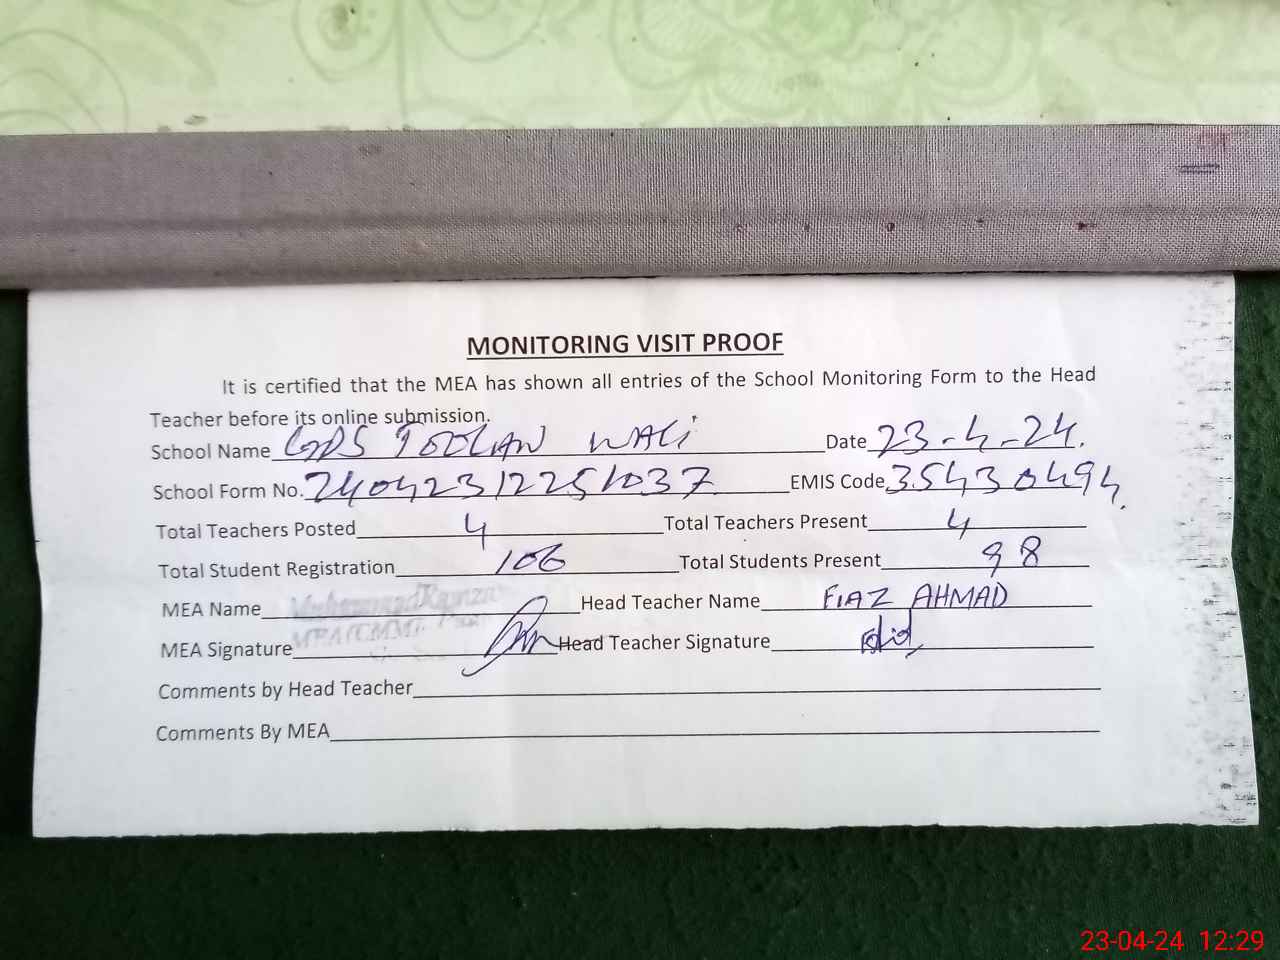 MONITORING VISIT PROOF
It is certified that the MEA has shown all entries of the School Monitoring Form to the Head
Teacher before its online submission.
School Name GPS WALi Date 23-4-24.
School Form No. 24042312251037 EMIS Code 35430494
Total Teachers Posted 4 Total Teachers Present 4
Total Student Registration 106 Total Students Present 98
MEA Name Muhammad Head Teacher Name FIAZ AHMAD
MEA Signature Head Teacher Signature
Comments by Head Teacher
Comments By MEA
23-04-24 12:29